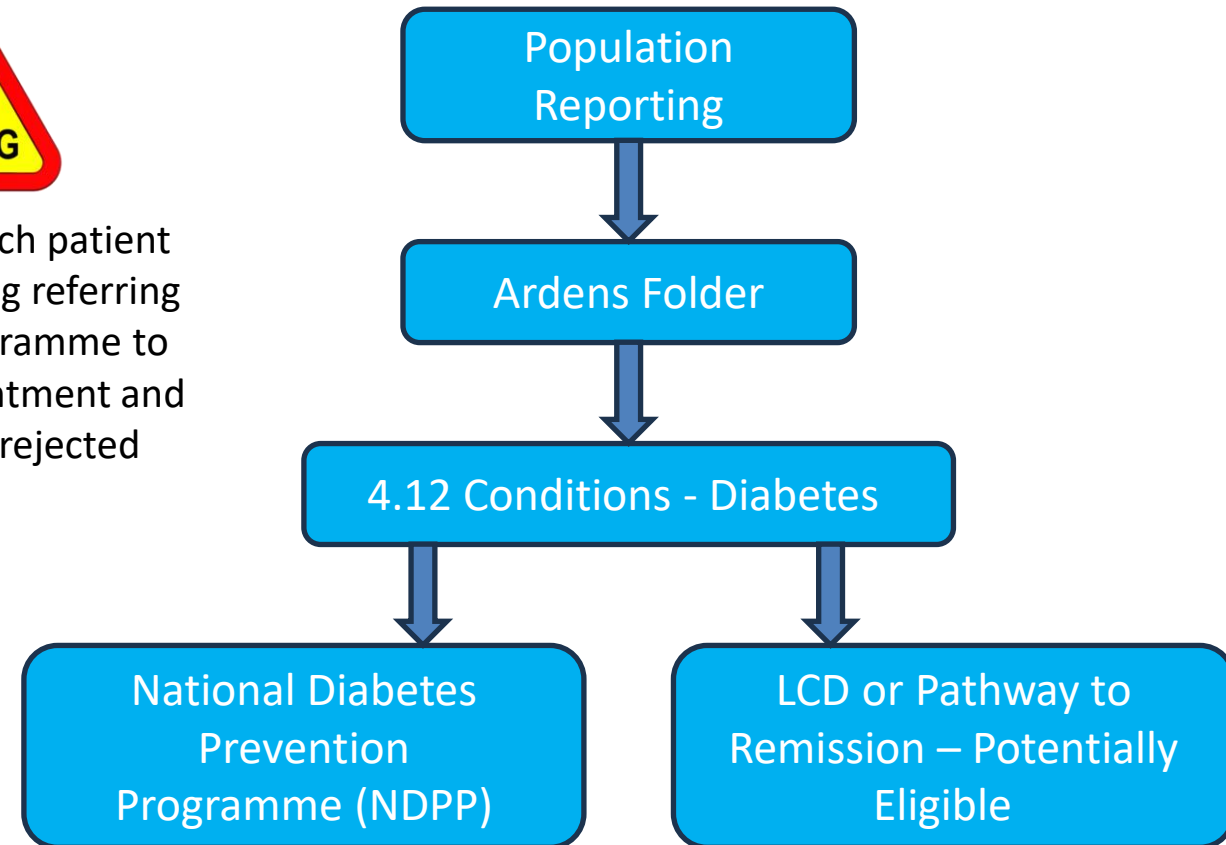 Population
Reporting
G
ch patient
g referring
ramme to
ntment and
rejected
Ardens Folder
4.12 Conditions - Diabetes
National Diabetes
Prevention
Programme (NDPP)
LCD or Pathway to
Remission – Potentially
Eligible